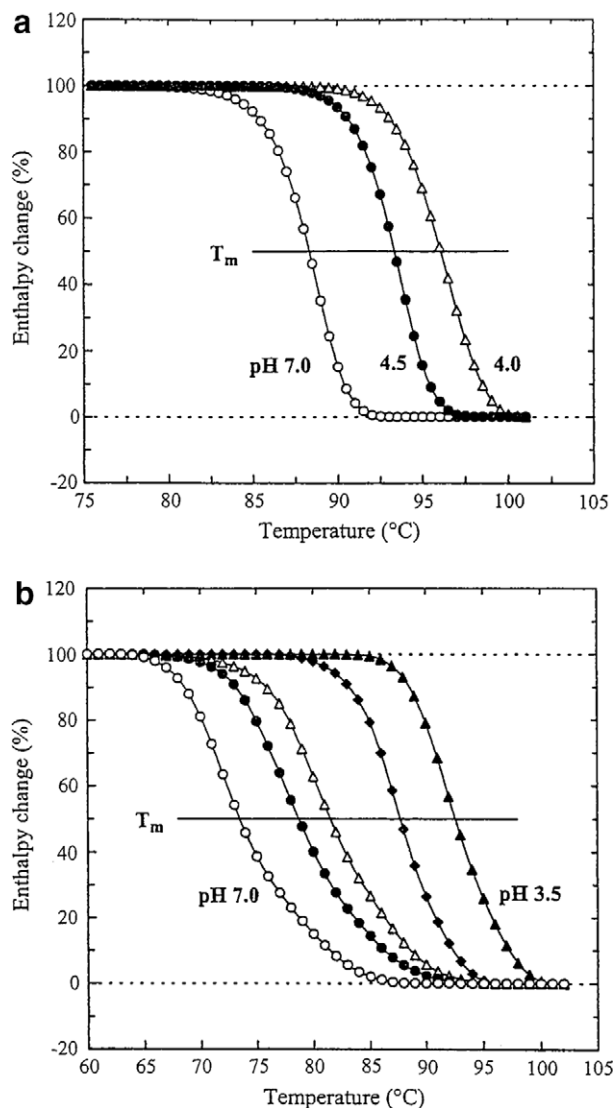 a
120
100
80
60
40
20
0
-20
Enthalpy change (%)
Tm
pH 7.0
4.5
4.0
75 80 85 90 95 100 105
Temperature (°C)
b
120
100
80
60
40
20
0
-20
Enthalpy change (%)
Tm
pH 7.0
pH 3.5
60 65 70 75 80 85 90 95 100 105
Temperature (°C)